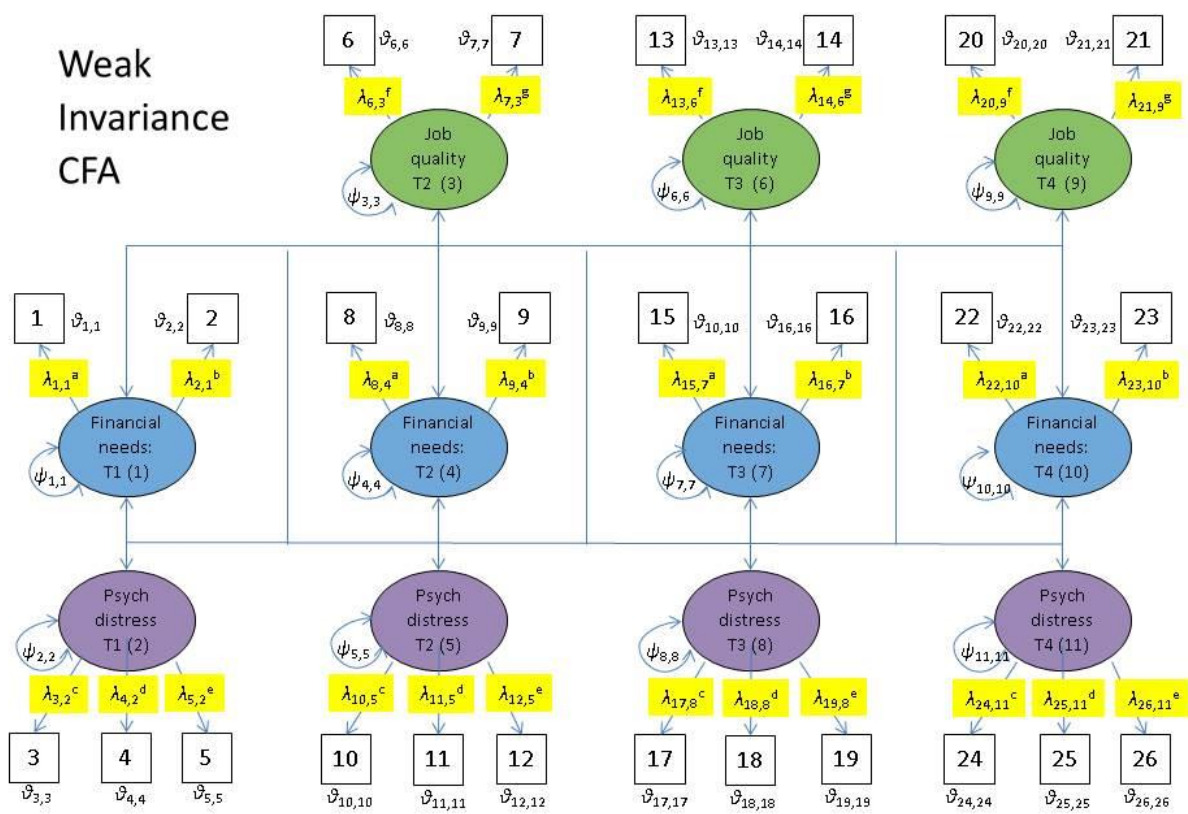 Weak
Invariance
CFA
6 ϑ6,6 ϑ7,7 7
13 ϑ13,13 ϑ14,14 14
20 ϑ20,20 ϑ21,21 21
λ6,3ᶠ λ7,3ᵍ
λ13,6ᶠ λ14,6ᵍ
λ20,9ᶠ λ21,9ᵍ
Job
quality
T2 (3)
ψ3,3
Job
quality
T3 (6)
ψ6,6
Job
quality
T4 (9)
ψ9,9
1 ϑ1,1 ϑ2,2 2
8 ϑ8,8 ϑ9,9 9
15 ϑ10,10 ϑ16,16 16
22 ϑ22,22 ϑ23,23 23
λ1,1ᵃ λ2,1ᵇ
λ8,4ᵃ λ9,4ᵇ
λ15,7ᵃ λ16,7ᵇ
λ22,10ᵃ λ23,10ᵇ
Financial
needs:
T1 (1)
ψ1,1
Financial
needs:
T2 (4)
ψ4,4
Financial
needs:
T3 (7)
ψ7,7
Financial
needs:
T4 (10)
ψ10,10
Psych
distress
T1 (2)
ψ2,2
Psych
distress
T2 (5)
ψ5,5
Psych
distress
T3 (8)
ψ8,8
Psych
distress
T4 (11)
ψ11,11
λ3,2ᶜ λ4,2ᵈ λ5,2ᵉ
λ10,5ᶜ λ11,5ᵈ λ12,5ᵉ
λ17,8ᶜ λ18,8ᵈ λ19,8ᵉ
λ24,11ᶜ λ25,11ᵈ λ26,11ᵉ
3 4 5
10 11 12
17 18 19
24 25 26
ϑ3,3 ϑ4,4 ϑ5,5
ϑ10,10 ϑ11,11 ϑ12,12
ϑ17,17 ϑ18,18 ϑ19,19
ϑ24,24 ϑ25,25 ϑ26,26